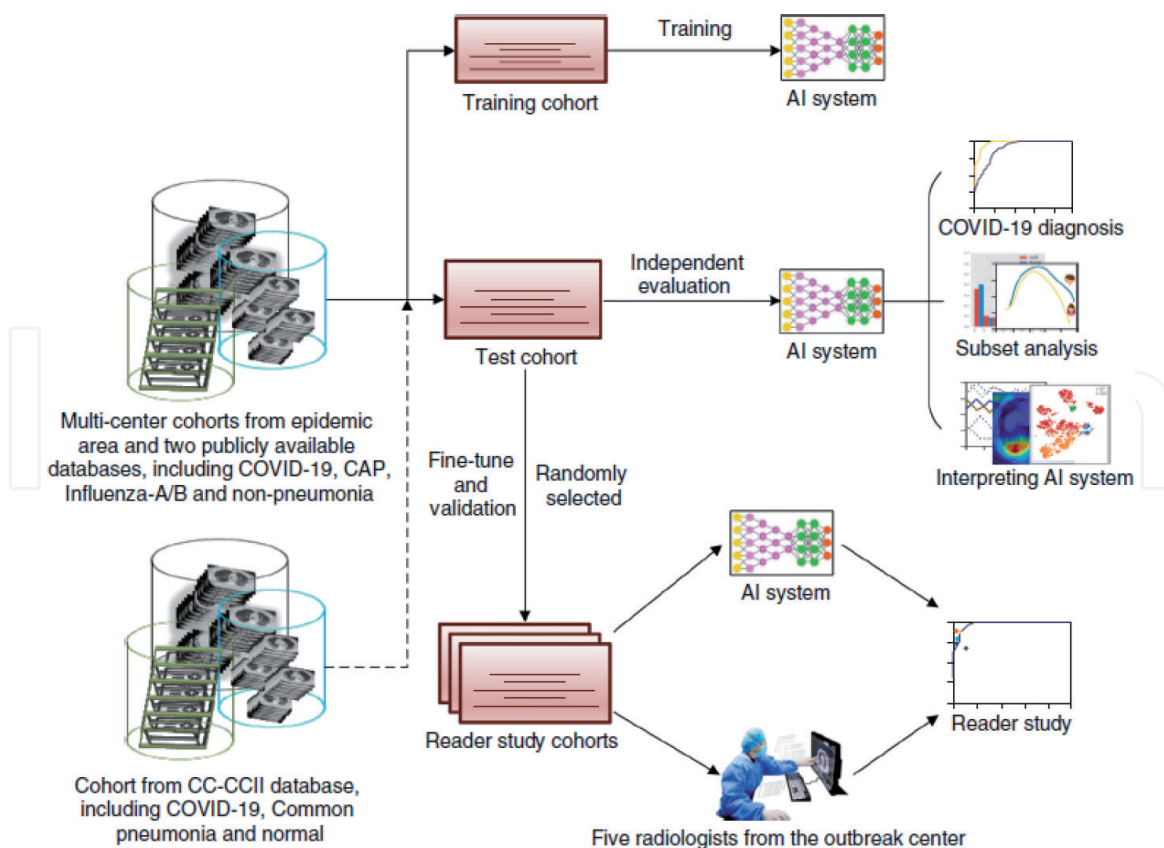 Training
Training cohort
AI system
COVID-19 diagnosis
Independent
evaluation
Test cohort
AI system
Subset analysis
Multi-center cohorts from epidemic
area and two publicly available
databases, including COVID-19, CAP,
Influenza-A/B and non-pneumonia
Fine-tune
and
validation
Randomly
selected
Interpreting AI system
AI system
Reader study cohorts
Reader study
Cohort from CC-CCII database,
including COVID-19, Common
pneumonia and normal
Five radiologists from the outbreak center